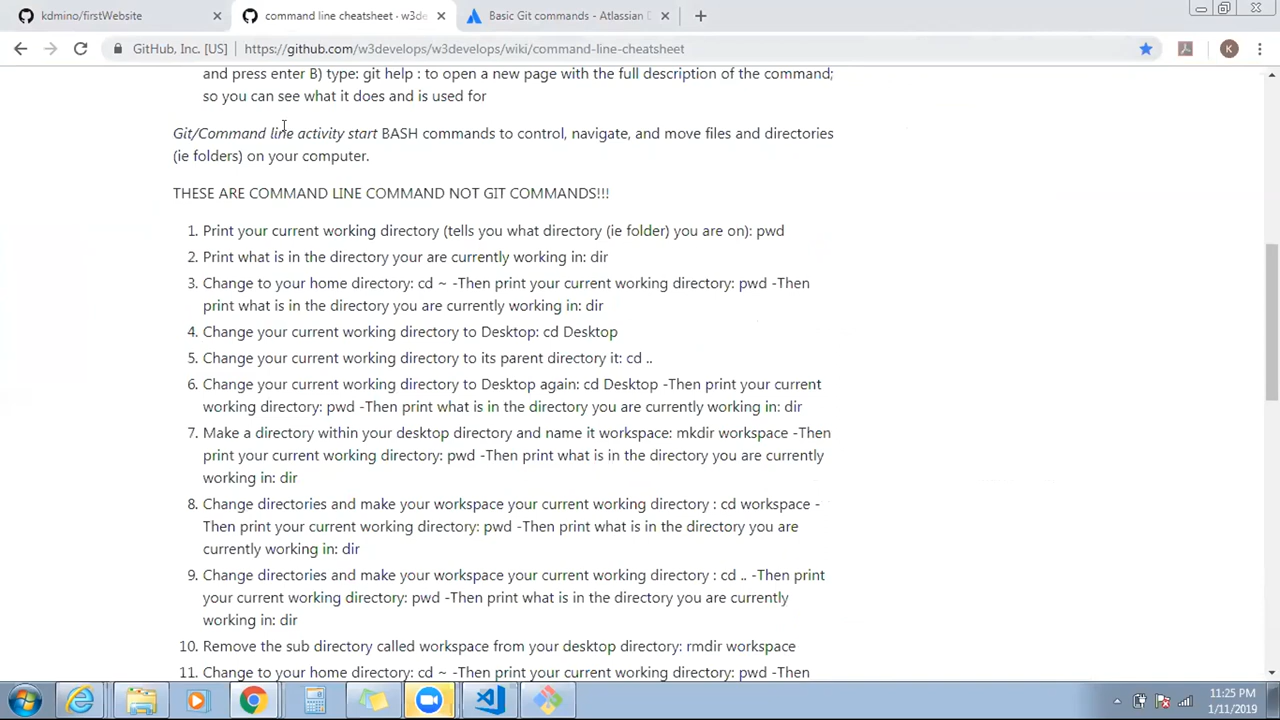 kdmino/firstWebsite
command line cheatsheet · w3de
Basic Git commands - Atlassian D
GitHub, Inc. [US]
https://github.com/w3develops/w3develops/wiki/command-line-cheatsheet
K
and press enter B) type: git help : to open a new page with the full description of the command;
so you can see what it does and is used for
Git/Command line activity start BASH commands to control, navigate, and move files and directories
(ie folders) on your computer.
THESE ARE COMMAND LINE COMMAND NOT GIT COMMANDS!!!
1. Print your current working directory (tells you what directory (ie folder) you are on): pwd
2. Print what is in the directory your are currently working in: dir
3. Change to your home directory: cd ~ -Then print your current working directory: pwd -Then
print what is in the directory you are currently working in: dir
4. Change your current working directory to Desktop: cd Desktop
5. Change your current working directory to its parent directory it: cd ..
6. Change your current working directory to Desktop again: cd Desktop -Then print your current
working directory: pwd -Then print what is in the directory you are currently working in: dir
7. Make a directory within your desktop directory and name it workspace: mkdir workspace -Then
print your current working directory: pwd -Then print what is in the directory you are currently
working in: dir
8. Change directories and make your workspace your current working directory : cd workspace -
Then print your current working directory: pwd -Then print what is in the directory you are
currently working in: dir
9. Change directories and make your workspace your current working directory : cd .. -Then print
your current working directory: pwd -Then print what is in the directory you are currently
working in: dir
10. Remove the sub directory called workspace from your desktop directory: rmdir workspace
11. Change to your home directory: cd ~ -Then print your current working directory: pwd -Then
11:25 PM
1/11/2019